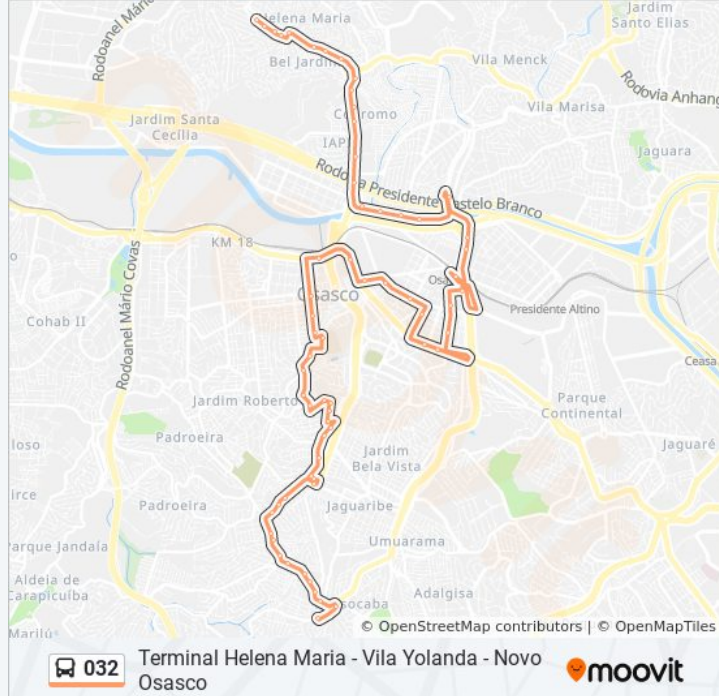 Jardim
Santo Elias
Helena Maria
Rodoanel Mário
Bel Jardim
Vila Menck
Rodovia Anhang
Vila Marisa
Jardim Santa
Cecília
IAPI
Jaguara
Rodovia Presidente Castelo Branco
KM 18
Osasco
Presidente Altino
Rodoanel Mário Covas
Cohab II
Ceasa
Parque
Continental
Jardim Roberto
Padroeira
Jaguaré
Jardim
Bela Vista
Padroeira
Jaguaribe
Parque Jandaia
Umuarama
Aldeia de
Carapicuíba
Adalgisa
© OpenStreetMap contributors | © OpenMapTiles
032
Terminal Helena Maria - Vila Yolanda - Novo
Osasco
moovit